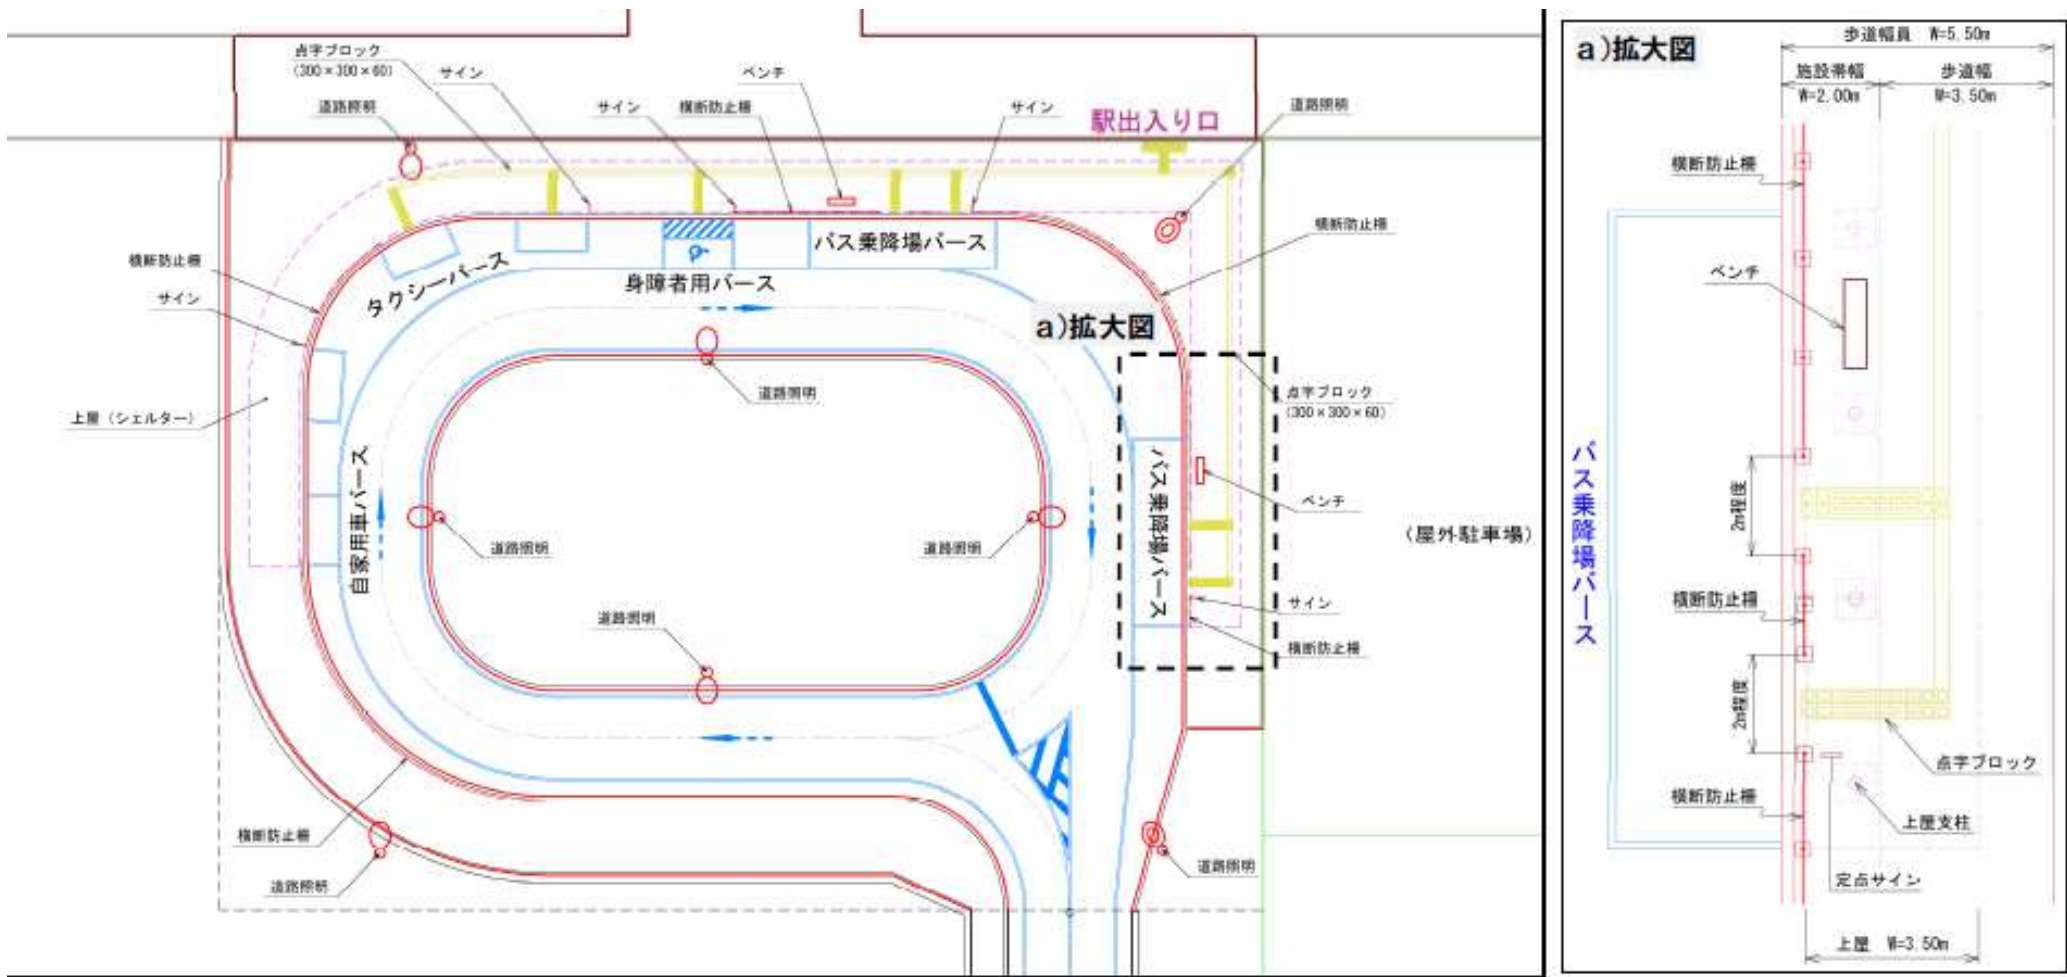 点字ブロック
(300×300×60)
サイン
ベンチ
道路照明
サイン
横断防止柵
サイン
道路照明
駅出入り口
横断防止柵
サイン
タクシーバース
身障者用バース
バス乗降場バース
横断防止柵
a)拡大図
道路照明
点字ブロック
(300×300×60)
上屋（シェルター）
自家用車バース
道路照明
道路照明
バス乗降場バース
ベンチ
(屋外駐車場)
道路照明
サイン
横断防止柵
横断防止柵
道路照明
道路照明
a)拡大図
歩道幅員 W=5.50m
施設帯幅
W=2.00m
歩道幅
W=3.50m
横断防止柵
ベンチ
バス乗降場バース
2m程度
横断防止柵
2m程度
点字ブロック
横断防止柵
上屋支柱
定点サイン
上屋 W=3.50m